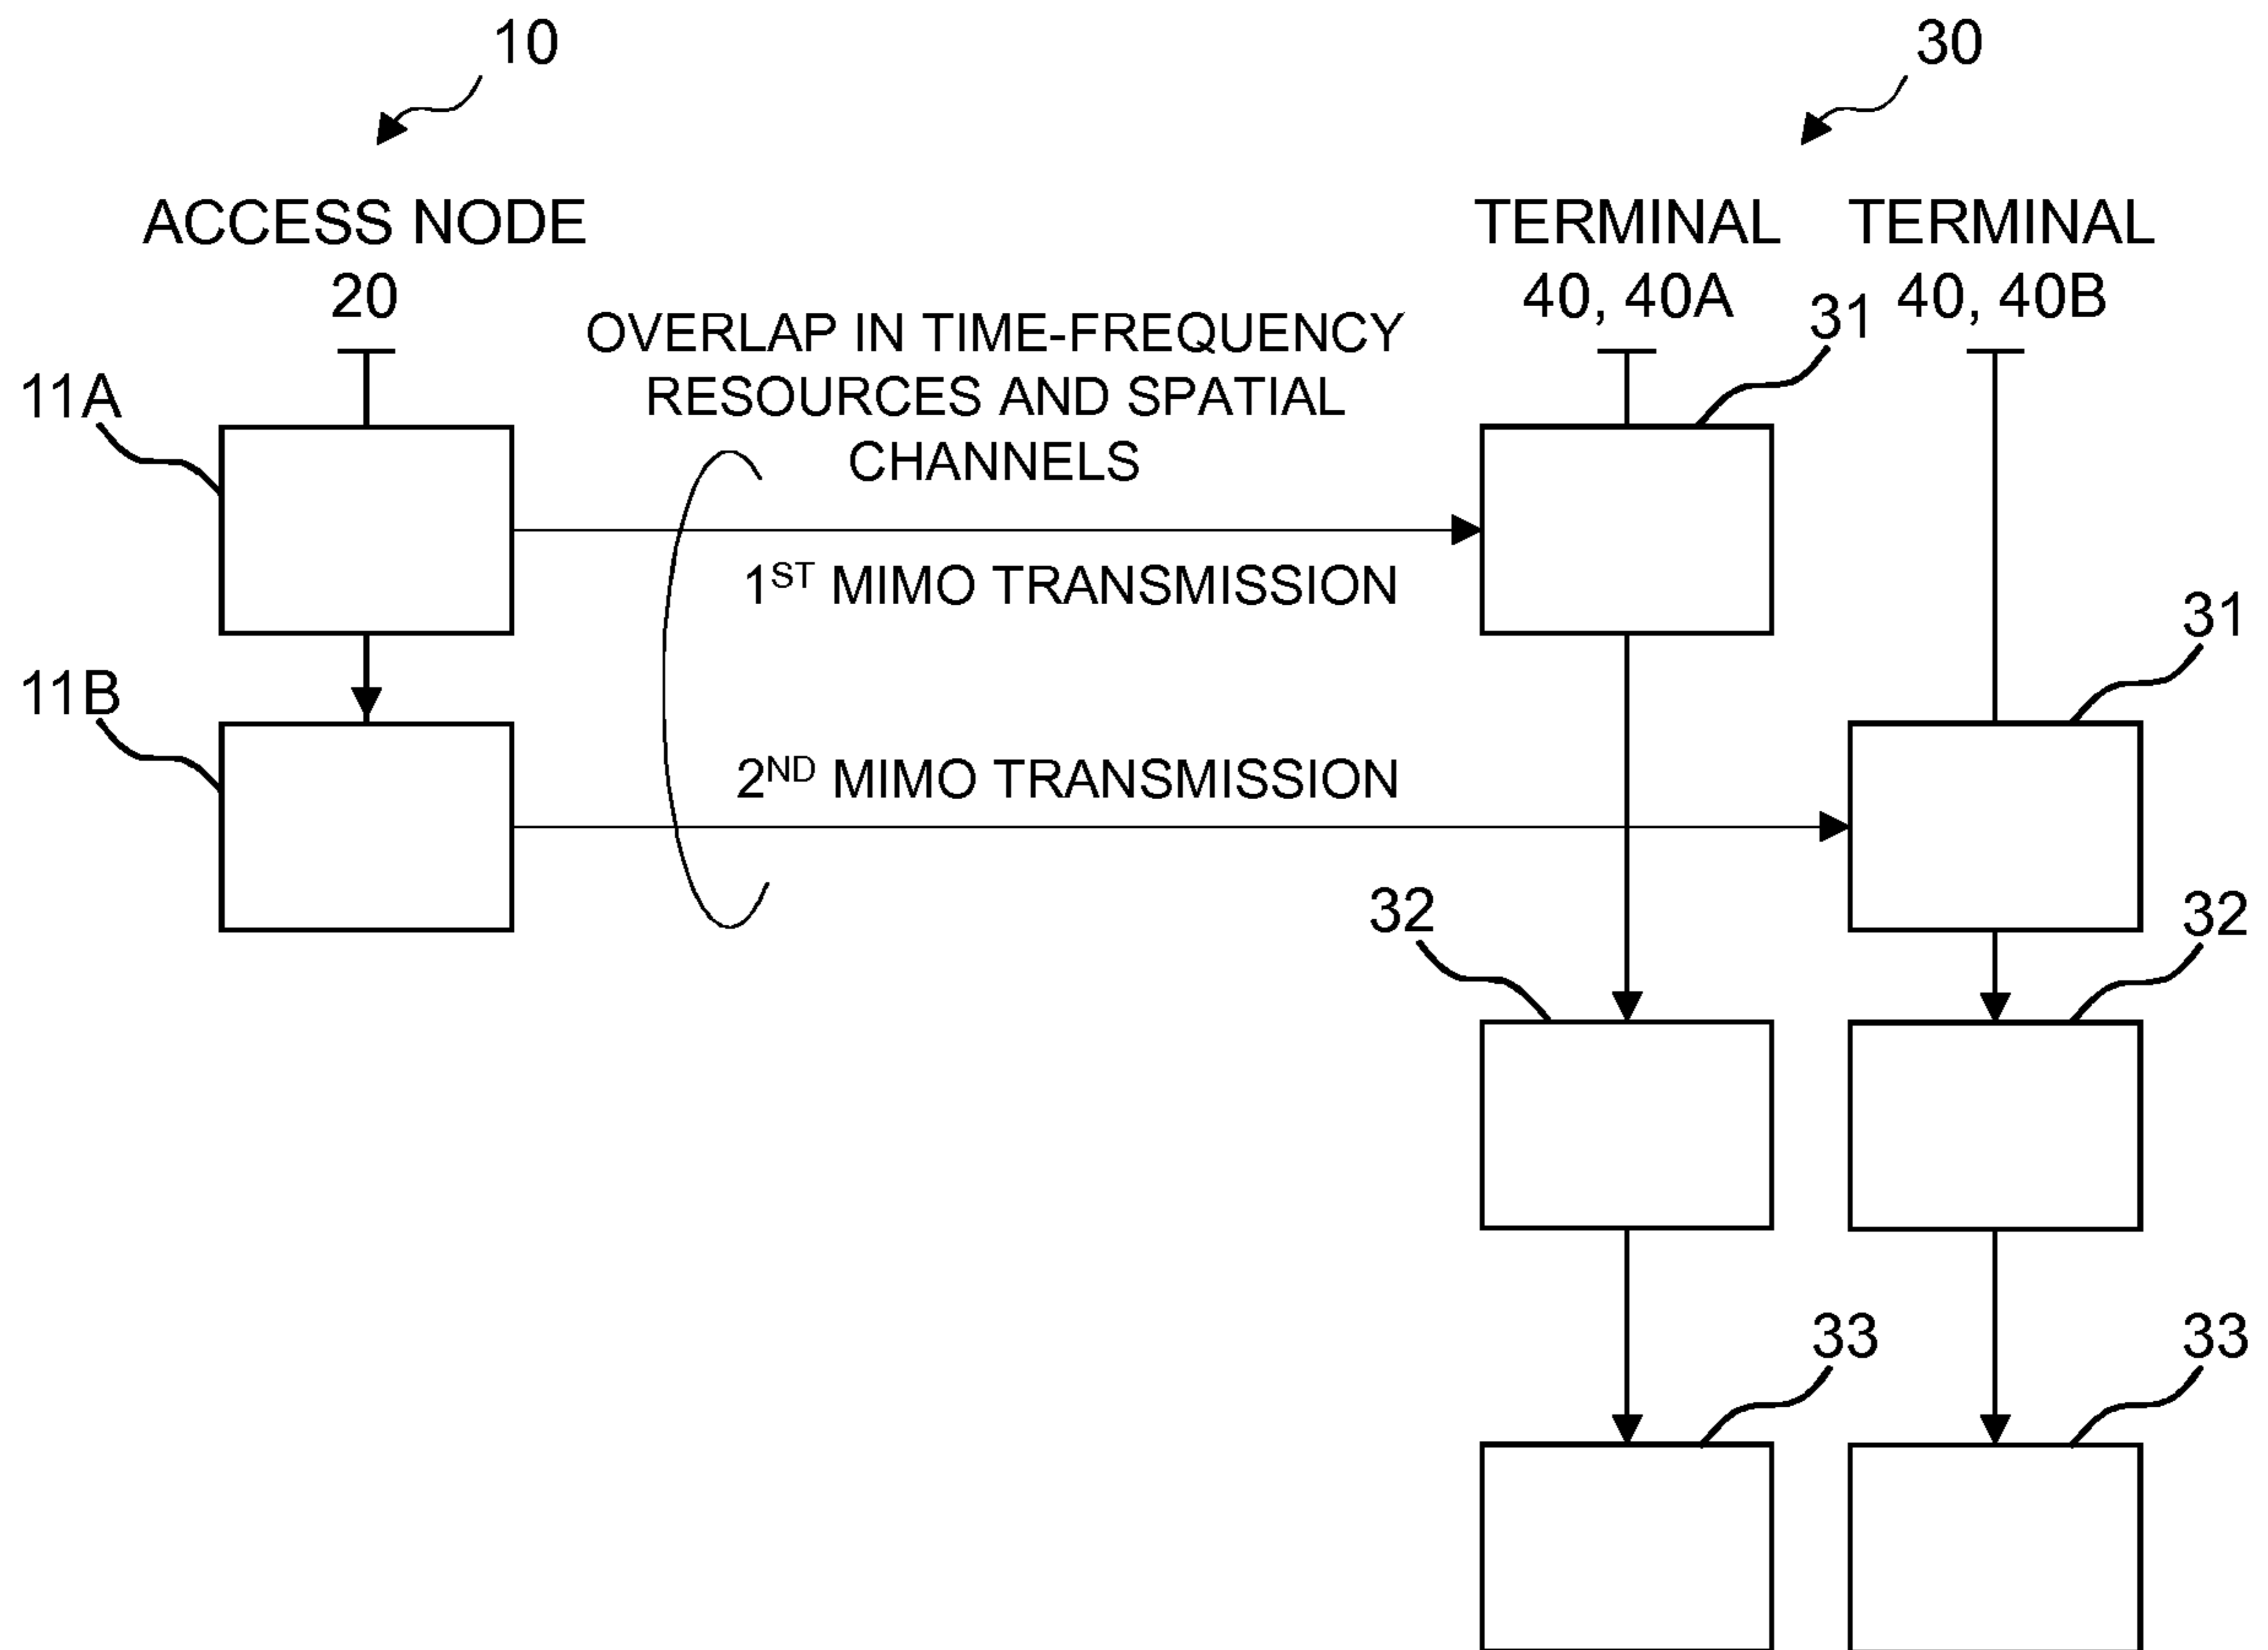 10
30
ACCESS NODE
20
TERMINAL
40, 40A
TERMINAL
40, 40B
31
OVERLAP IN TIME-FREQUENCY
RESOURCES AND SPATIAL
CHANNELS
11A
1ST MIMO TRANSMISSION
31
11B
2ND MIMO TRANSMISSION
32
32
33
33